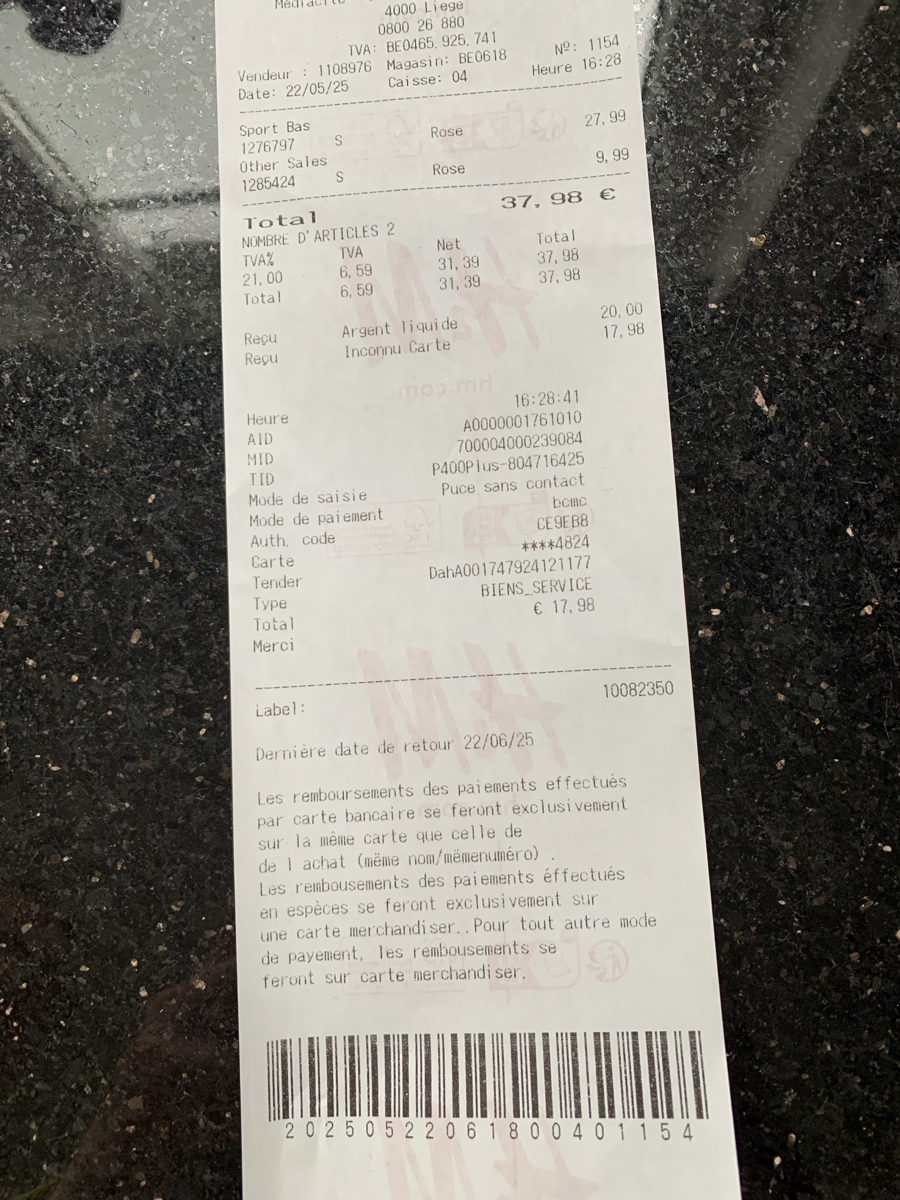 Médiacité
4000 Liege
0800 26 880
TVA: BE0465.925.741
Vendeur : 1108976 Magasin: BE0618 Nº: 1154
Date: 22/05/25 Caisse: 04 Heure 16:28
Sport Bas
1276797 S Rose 27,99
Other Sales
1285424 S Rose 9,99
Total 37,98 €
NOMBRE D'ARTICLES 2
TVA% TVA Net Total
21,00 6,59 31,39 37,98
Total 6,59 31,39 37,98
Reçu Argent liquide 20,00
Reçu Inconnu Carte 17,98
hm.com
Heure 16:28:41
AID A0000001761010
MID 700004000239084
TID P400Plus-804716425
Mode de saisie Puce sans contact
Mode de paiement bcmc
Auth. code CE9EB8
Carte ****4824
Tender DahA001747924121177
Type BIENS_SERVICE
Total € 17,98
Merci
H&M
Label: 10082350
Dernière date de retour 22/06/25
Les remboursements des paiements effectués
par carte bancaire se feront exclusivement
sur la même carte que celle de
de l achat (même nom/mêmenuméro) .
Les rembousements des paiements éffectués
en espèces se feront exclusivement sur
une carte merchandiser..Pour tout autre mode
de payement, les rembousements se
feront sur carte merchandiser.
20250522061800401154